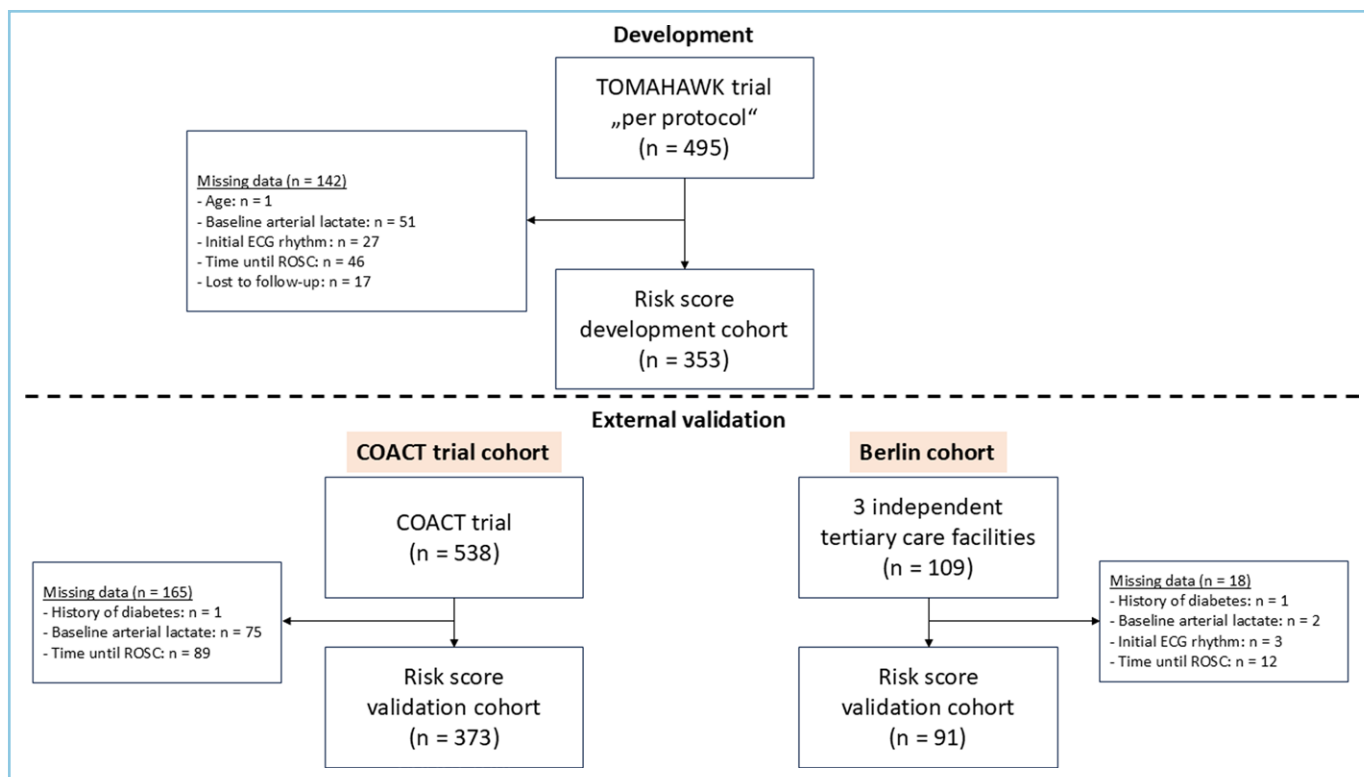 Development
TOMAHAWK trial
„per protocol“
(n = 495)
Missing data (n = 142)
- Age: n = 1
- Baseline arterial lactate: n = 51
- Initial ECG rhythm: n = 27
- Time until ROSC: n = 46
- Lost to follow-up: n = 17
Risk score
development cohort
(n = 353)
External validation
COACT trial cohort
COACT trial
(n = 538)
Missing data (n = 165)
- History of diabetes: n = 1
- Baseline arterial lactate: n = 75
- Time until ROSC: n = 89
Risk score
validation cohort
(n = 373)
Berlin cohort
3 independent
tertiary care facilities
(n = 109)
Missing data (n = 18)
- History of diabetes: n = 1
- Baseline arterial lactate: n = 2
- Initial ECG rhythm: n = 3
- Time until ROSC: n = 12
Risk score
validation cohort
(n = 91)